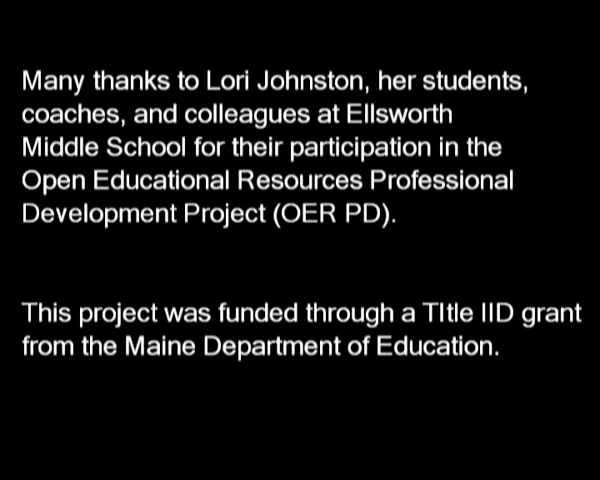 Many thanks to Lori Johnston, her students,
coaches, and colleagues at Ellsworth
Middle School for their participation in the
Open Educational Resources Professional
Development Project (OER PD).
This project was funded through a TItle IID grant
from the Maine Department of Education.